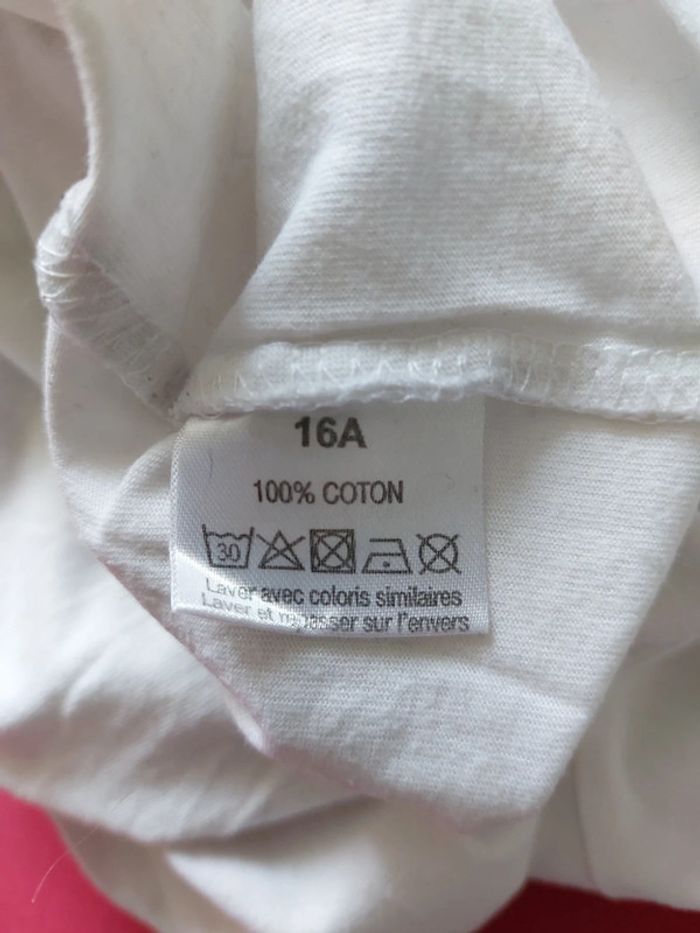 16A
100% COTON
30
Laver avec coloris similaires
Laver et repasser sur l'envers